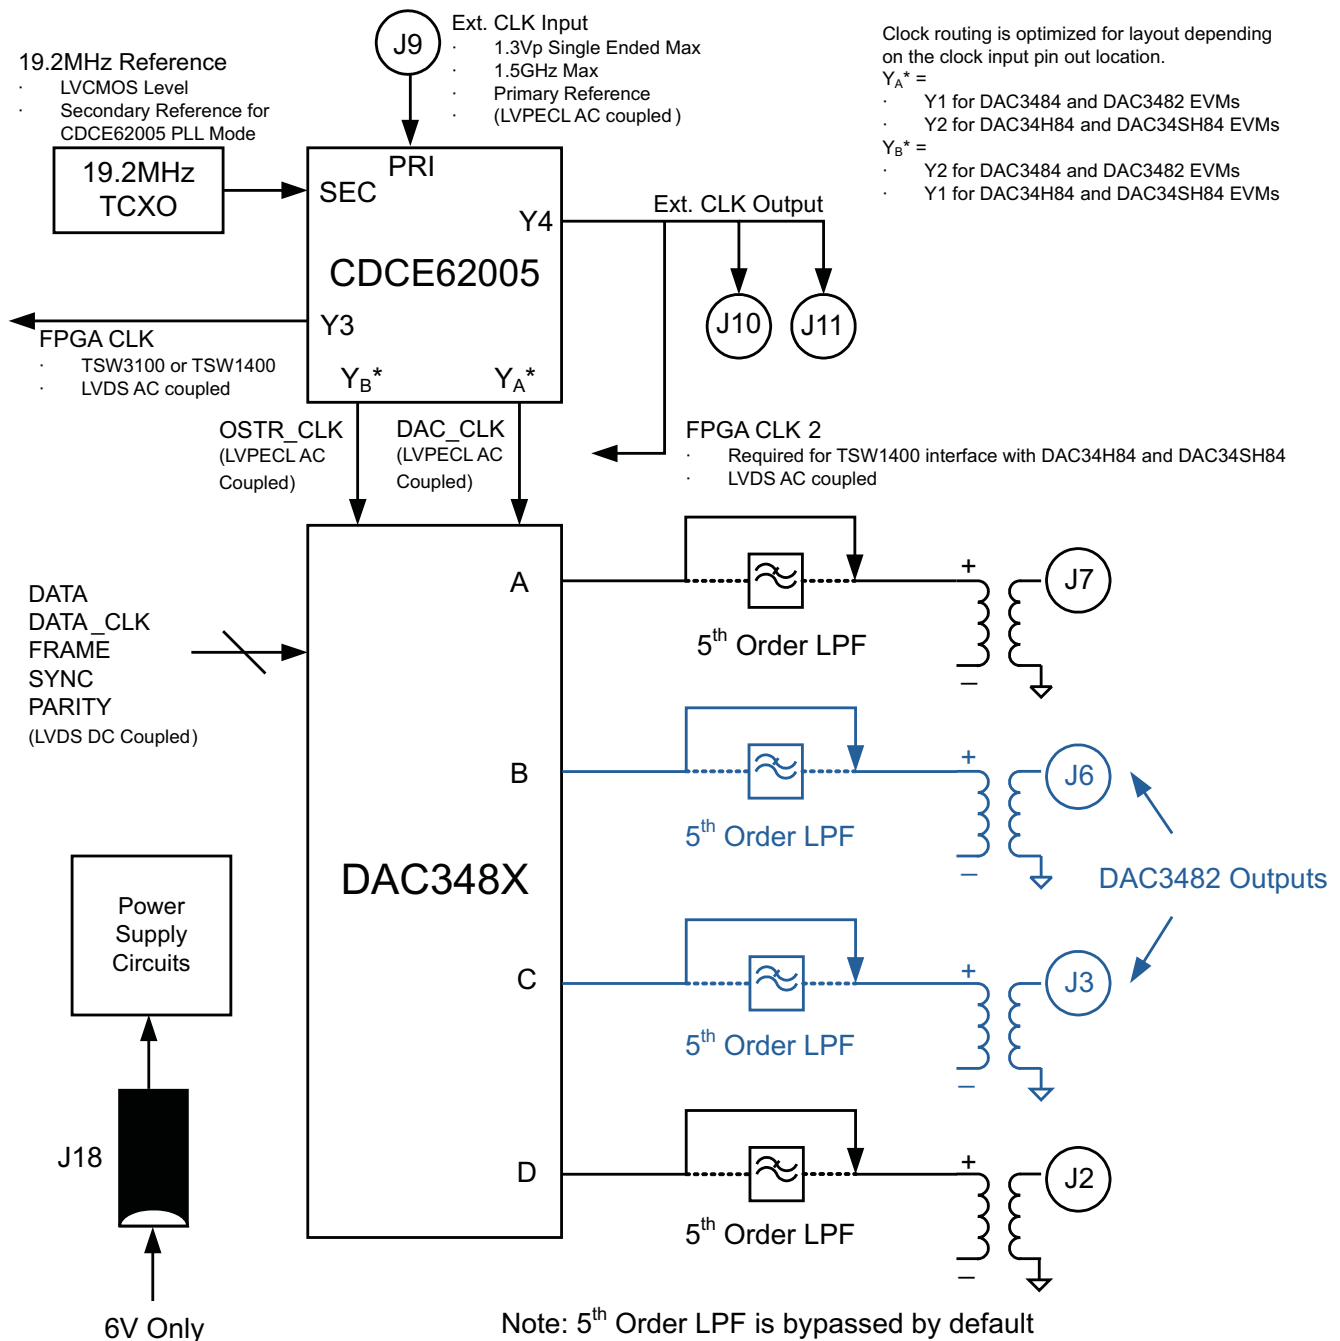 J9
Ext. CLK Input
· 1.3Vp Single Ended Max
· 1.5GHz Max
· Primary Reference
· (LVPECL AC coupled)
Clock routing is optimized for layout depending
on the clock input pin out location.
YA* =
· Y1 for DAC3484 and DAC3482 EVMs
· Y2 for DAC34H84 and DAC34SH84 EVMs
YB* =
· Y2 for DAC3484 and DAC3482 EVMs
· Y1 for DAC34H84 and DAC34SH84 EVMs
19.2MHz Reference
· LVCMOS Level
· Secondary Reference for
CDCE62005 PLL Mode
19.2MHz
TCXO
PRI
SEC
Y4
CDCE62005
Y3
YB*
YA*
Ext. CLK Output
J10
J11
FPGA CLK
· TSW3100 or TSW1400
· LVDS AC coupled
OSTR_CLK
(LVPECL AC
Coupled)
DAC_CLK
(LVPECL AC
Coupled)
FPGA CLK 2
· Required for TSW1400 interface with DAC34H84 and DAC34SH84
· LVDS AC coupled
DATA
DATA_CLK
FRAME
SYNC
PARITY
(LVDS DC Coupled)
DAC348X
A
5th Order LPF
+
–
J7
B
5th Order LPF
+
–
J6
DAC3482 Outputs
C
5th Order LPF
+
–
J3
D
5th Order LPF
+
–
J2
Power
Supply
Circuits
J18
6V Only
Note: 5th Order LPF is bypassed by default